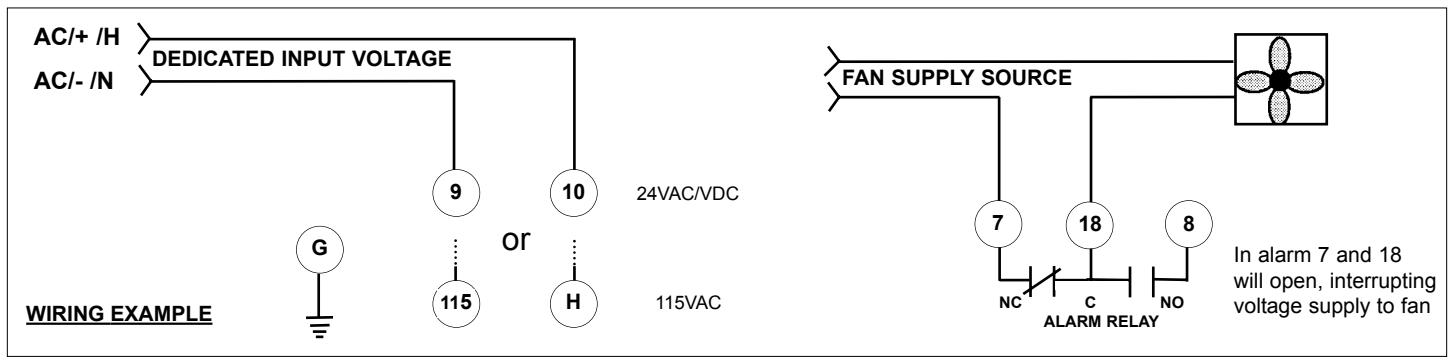 AC/+ /H
DEDICATED INPUT VOLTAGE
AC/- /N
9
10
24VAC/VDC
G
or
115
H
115VAC
WIRING EXAMPLE
FAN SUPPLY SOURCE
7
18
8
NC
C
NO
ALARM RELAY
In alarm 7 and 18
will open, interrupting
voltage supply to fan